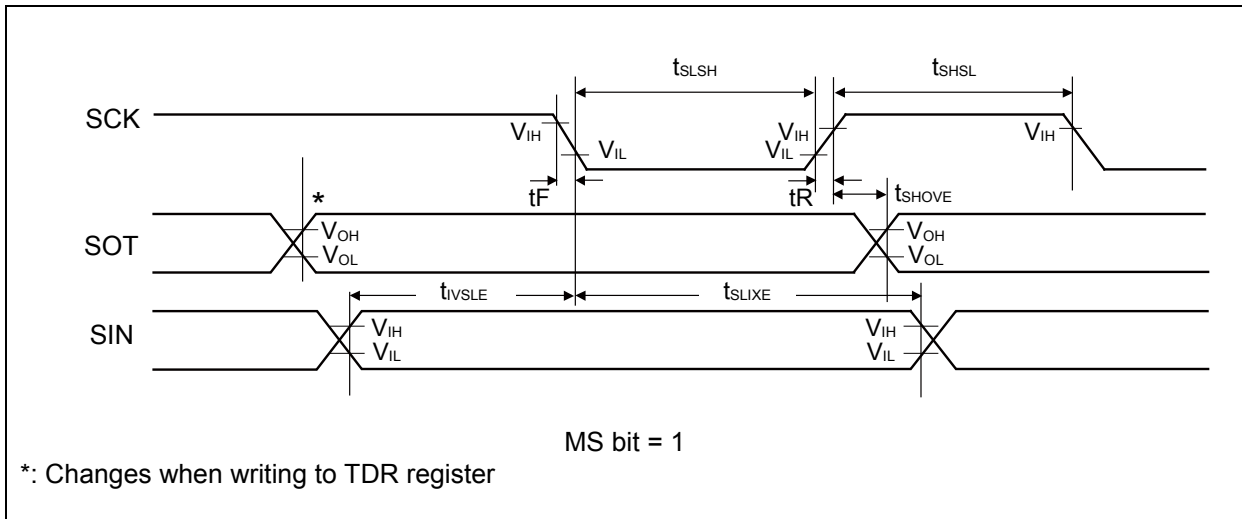 tSLSH
tSHSL
SCK
VIH
VIL
VIL
VIH
VIH
tF
tR
tSHOVE
*
SOT
VOH
VOL
VOH
VOL
tIVSLE
tSLIXE
SIN
VIH
VIL
VIH
VIL
MS bit = 1
*: Changes when writing to TDR register